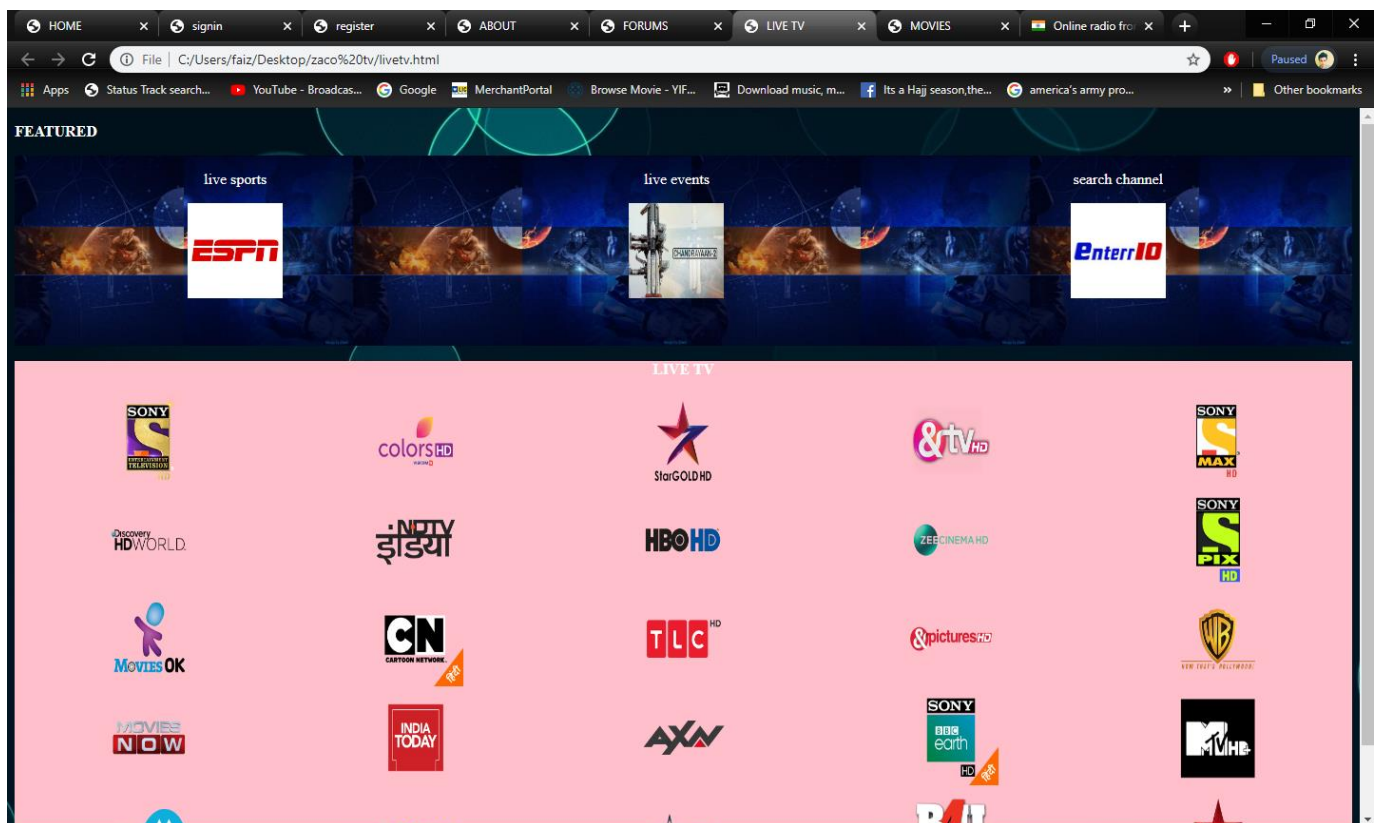 HOME signin register ABOUT FORUMS LIVE TV MOVIES Online radio fro
File | C:/Users/faiz/Desktop/zaco%20tv/livetv.html Paused
Apps Status Track search... YouTube - Broadcas... Google MerchantPortal Browse Movie - YIF... Download music, m... Its a Hajj season,the... america's army pro... » Other bookmarks
FEATURED
live sports live events search channel
ESPN CHANDRAYAAN-2 Enterr10
LIVE TV
SONY
ENTERTAINMENT
TELEVISION
colors HD
StarGOLD HD
&tv HD
SONY
MAX
HD
Discovery
HDWORLD
NDTV
इंडिया
HBO HD
ZEE CINEMA HD
SONY
PIX
HD
MOVIES OK
CN
CARTOON NETWORK.
हिंदी
TLC HD
&pictures HD
WB
MOVIES
NOW
INDIA
TODAY
AXN
SONY
BBC
earth
HD हिंदी
MTV HD